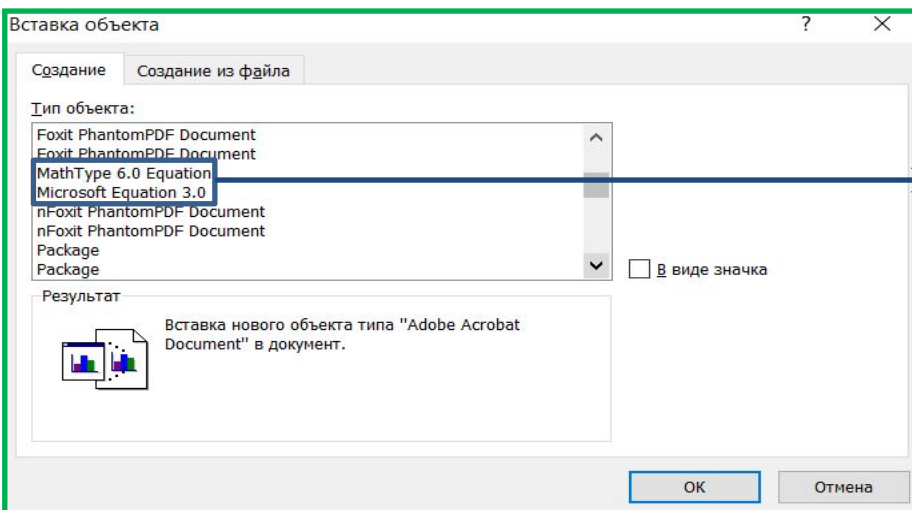 Вставка объекта
? ×
Создание Создание из файла
Тип объекта:
Foxit PhantomPDF Document
Foxit PhantomPDF Document
MathType 6.0 Equation
Microsoft Equation 3.0
nFoxit PhantomPDF Document
nFoxit PhantomPDF Document
Package
Package
В виде значка
Результат
Вставка нового объекта типа "Adobe Acrobat
Document" в документ.
OK Отмена